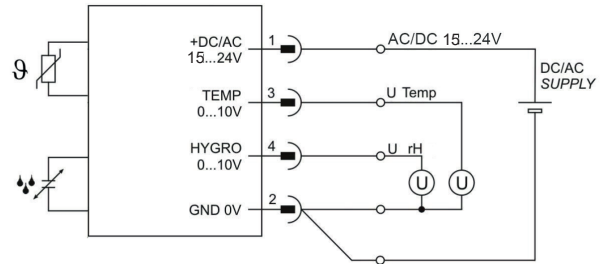 +DC/AC 1 AC/DC 15...24V
15...24V
DC/AC
SUPPLY
ϑ
TEMP 3 U Temp
0...10V
HYGRO 4 U rH
0...10V
U U
GND 0V 2